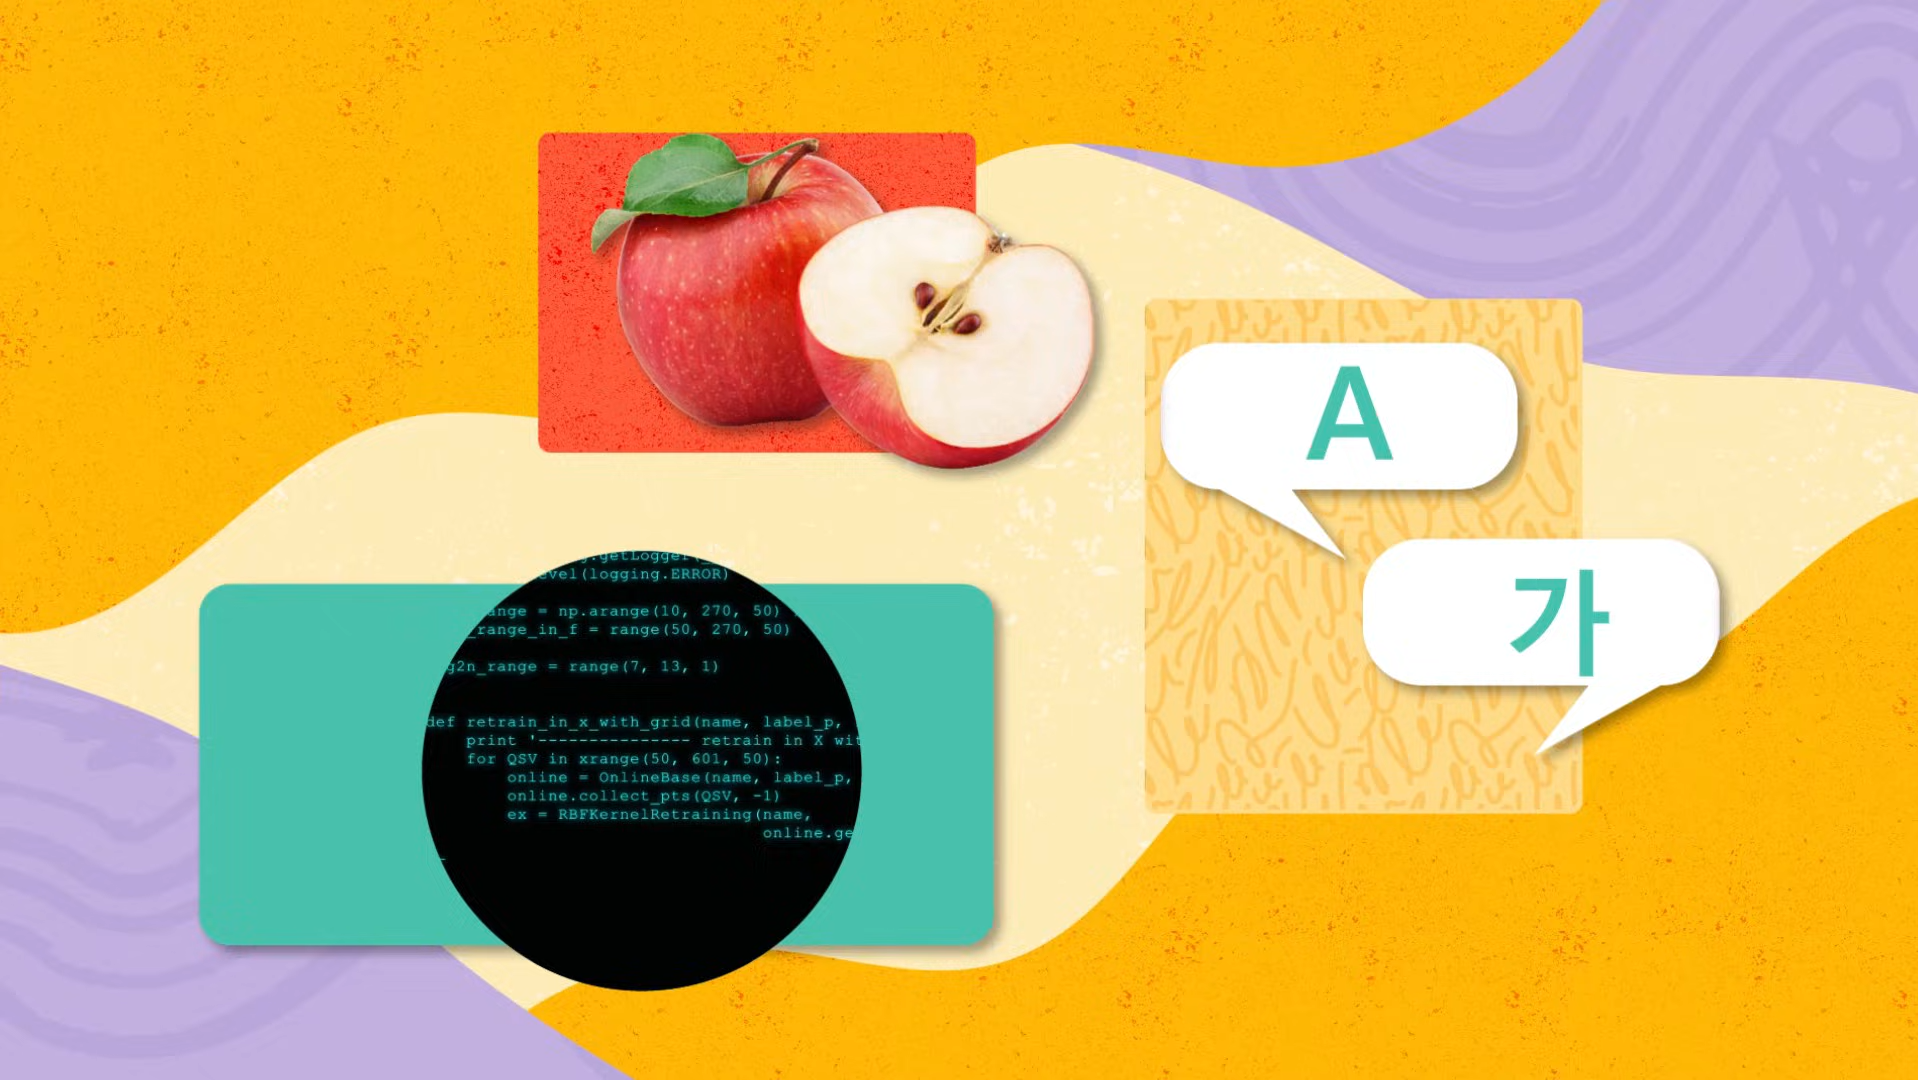 A
가
.getLogger(
evel(logging.ERROR)
ange = np.arange(10, 270, 50)
_range_in_f = range(50, 270, 50)
g2n_range = range(7, 13, 1)
def retrain_in_x_with_grid(name, label_p,
print '--------------- retrain in X wit
for QSV in xrange(50, 601, 50):
online = OnlineBase(name, label_p,
online.collect_pts(QSV, -1)
ex = RBFKernelRetraining(name,
online.ge